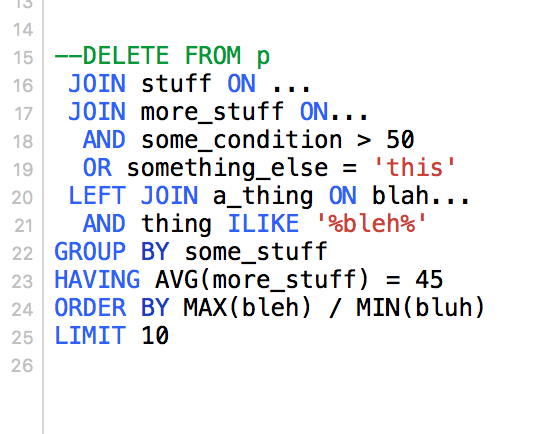 13
14
15 --DELETE FROM p
16 JOIN stuff ON ...
17 JOIN more_stuff ON...
18 AND some_condition > 50
19 OR something_else = 'this'
20 LEFT JOIN a_thing ON blah...
21 AND thing ILIKE '%bleh%'
22 GROUP BY some_stuff
23 HAVING AVG(more_stuff) = 45
24 ORDER BY MAX(bleh) / MIN(bluh)
25 LIMIT 10
26